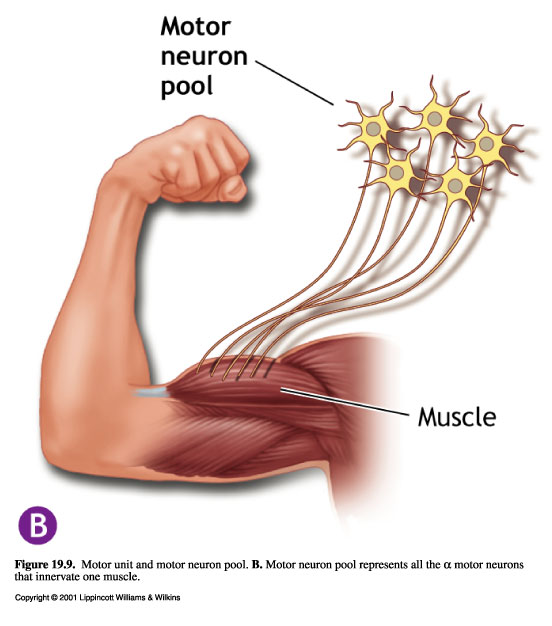 Motor
neuron
pool
Muscle
B
Figure 19.9. Motor unit and motor neuron pool. B. Motor neuron pool represents all the α motor neurons
that innervate one muscle.
Copyright © 2001 Lippincott Williams & Wilkins